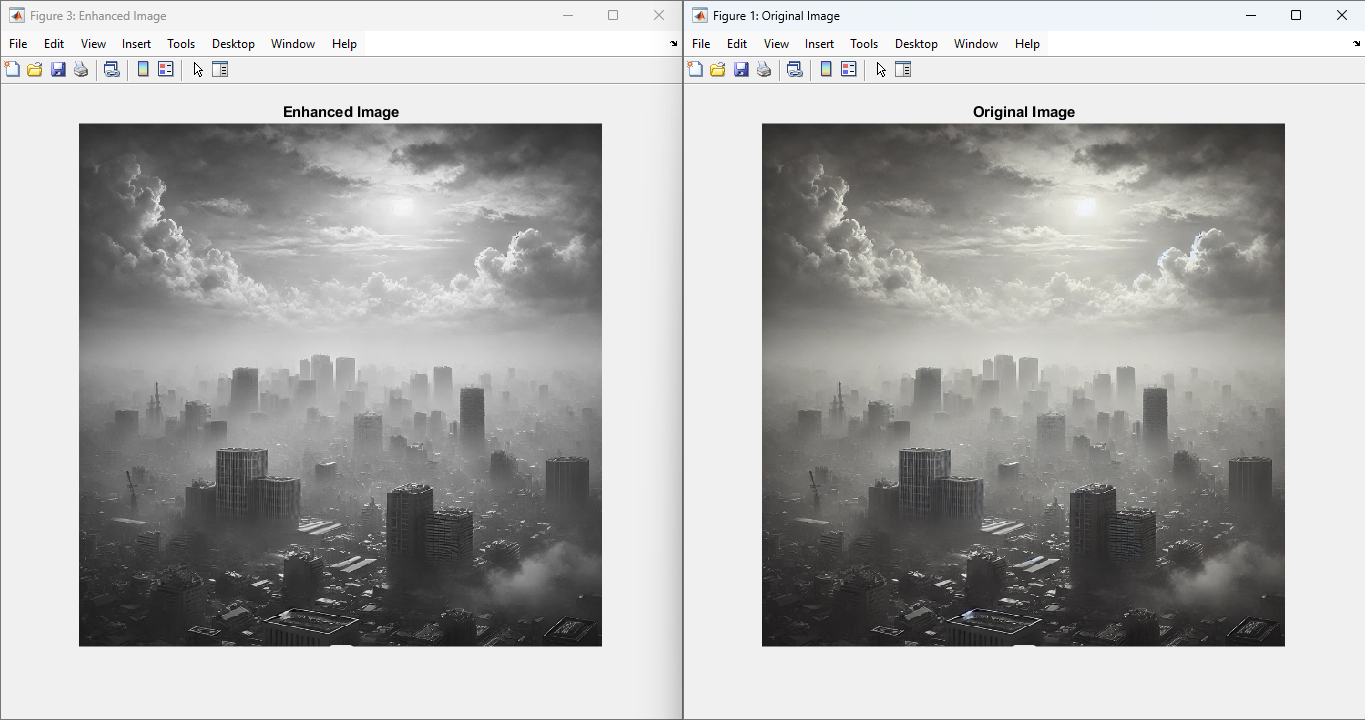 Figure 3: Enhanced Image
File Edit View Insert Tools Desktop Window Help
Enhanced Image
Figure 1: Original Image
File Edit View Insert Tools Desktop Window Help
Original Image